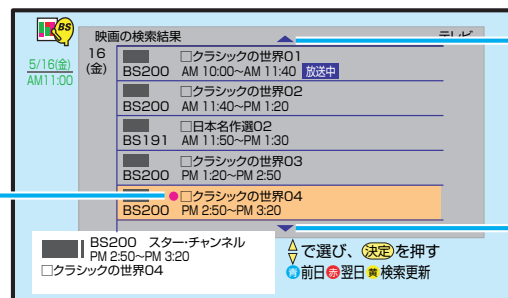 BS
映画の検索結果
テレビ
5/16(金)
AM11:00
16
(金)
□クラシックの世界01
BS200 AM 10:00~AM 11:40 放送中
□クラシックの世界02
BS200 AM 11:40~PM 1:20
□日本名作選02
BS191 AM 11:50~PM 1:30
□クラシックの世界03
BS200 PM 1:20~PM 2:50
□クラシックの世界04
BS200 PM 2:50~PM 3:20
BS200 スター・チャンネル
PM 2:50~PM 3:20
□クラシックの世界04
で選び、決定を押す
青前日赤翌日黄検索更新